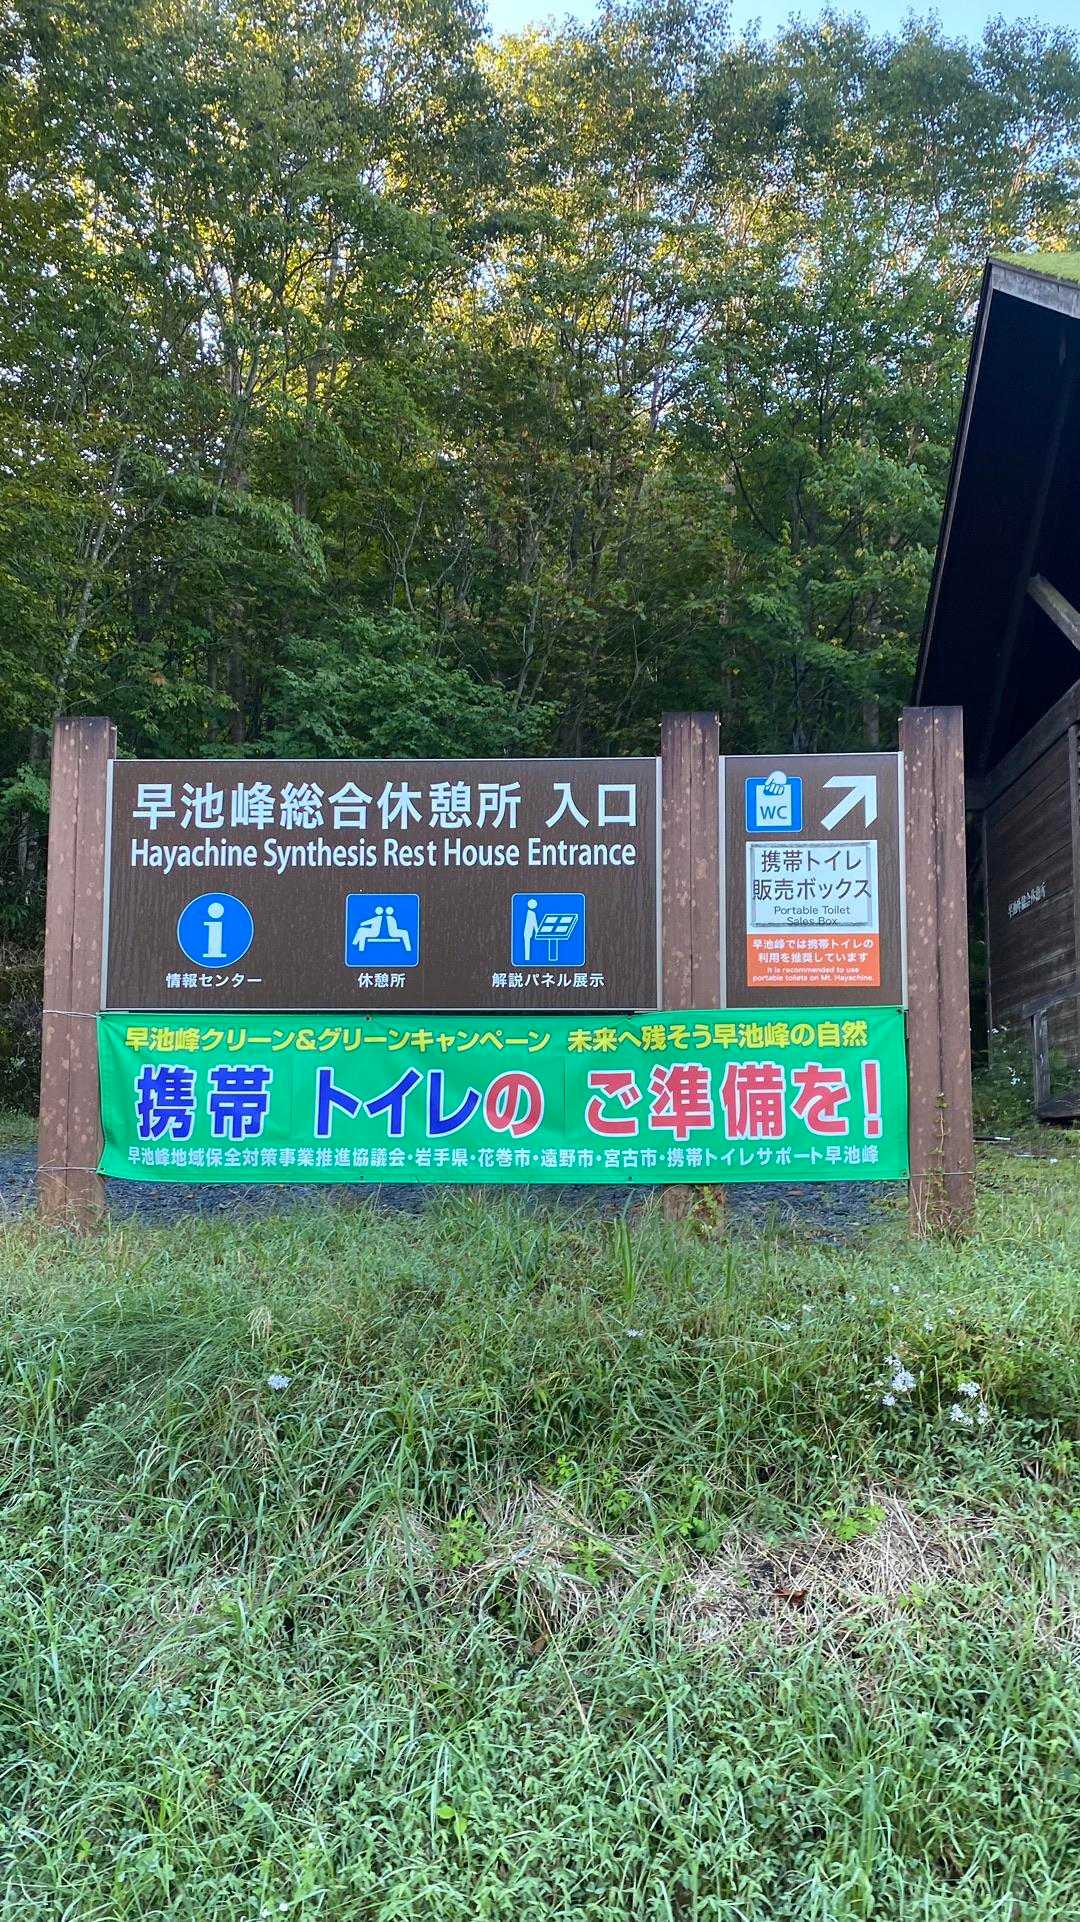 早池峰総合休憩所 入口
Hayachine Synthesis Rest House Entrance
情報センター
休憩所
解説パネル展示
WC
携帯トイレ
販売ボックス
Portable Toilet
Sales Box
早池峰では携帯トイレの
利用を推奨しています
It is recommended to use
portable toilets on Mt. Hayachine.
早池峰クリーン&グリーンキャンペーン 未来へ残そう早池峰の自然
携帯 トイレの ご準備を!
早池峰地域保全対策事業推進協議会・岩手県・花巻市・遠野市・宮古市・携帯トイレサポート早池峰
早池峰総合休憩所